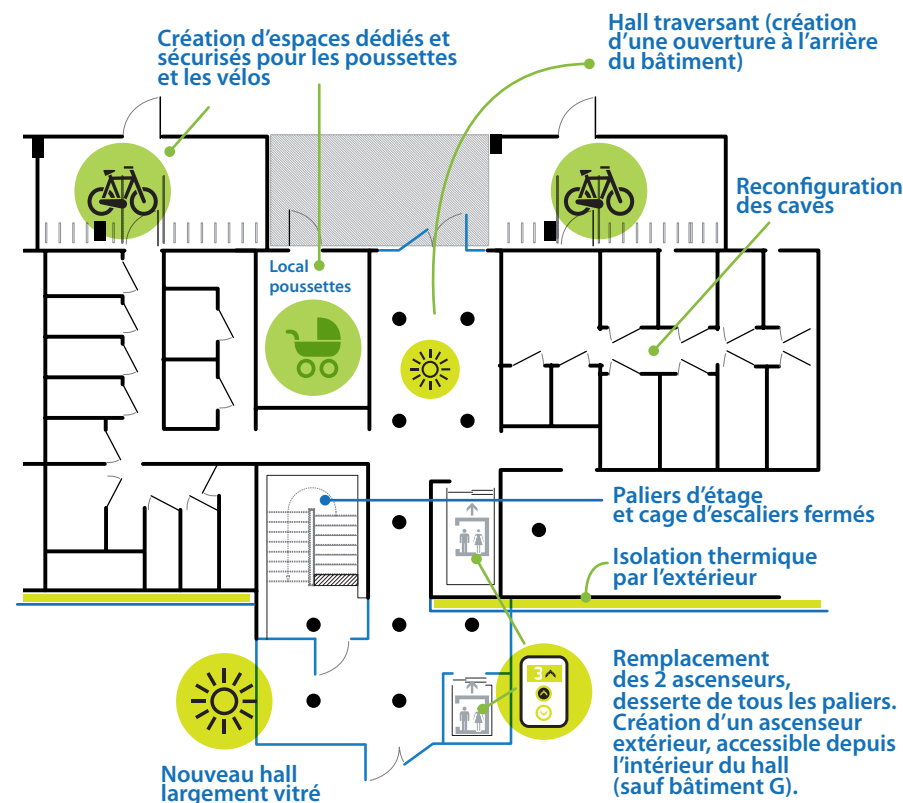 Création d'espaces dédiés et
sécurisés pour les poussettes
et les vélos
Hall traversant (création
d'une ouverture à l'arrière
du bâtiment)
Reconfiguration
des caves
Local
poussettes
Paliers d'étage
et cage d'escaliers fermés
Isolation thermique
par l'extérieur
3
Remplacement
des 2 ascenseurs,
desserte de tous les paliers.
Création d'un ascenseur
extérieur, accessible depuis
l'intérieur du hall
(sauf bâtiment G).
Nouveau hall
largement vitré